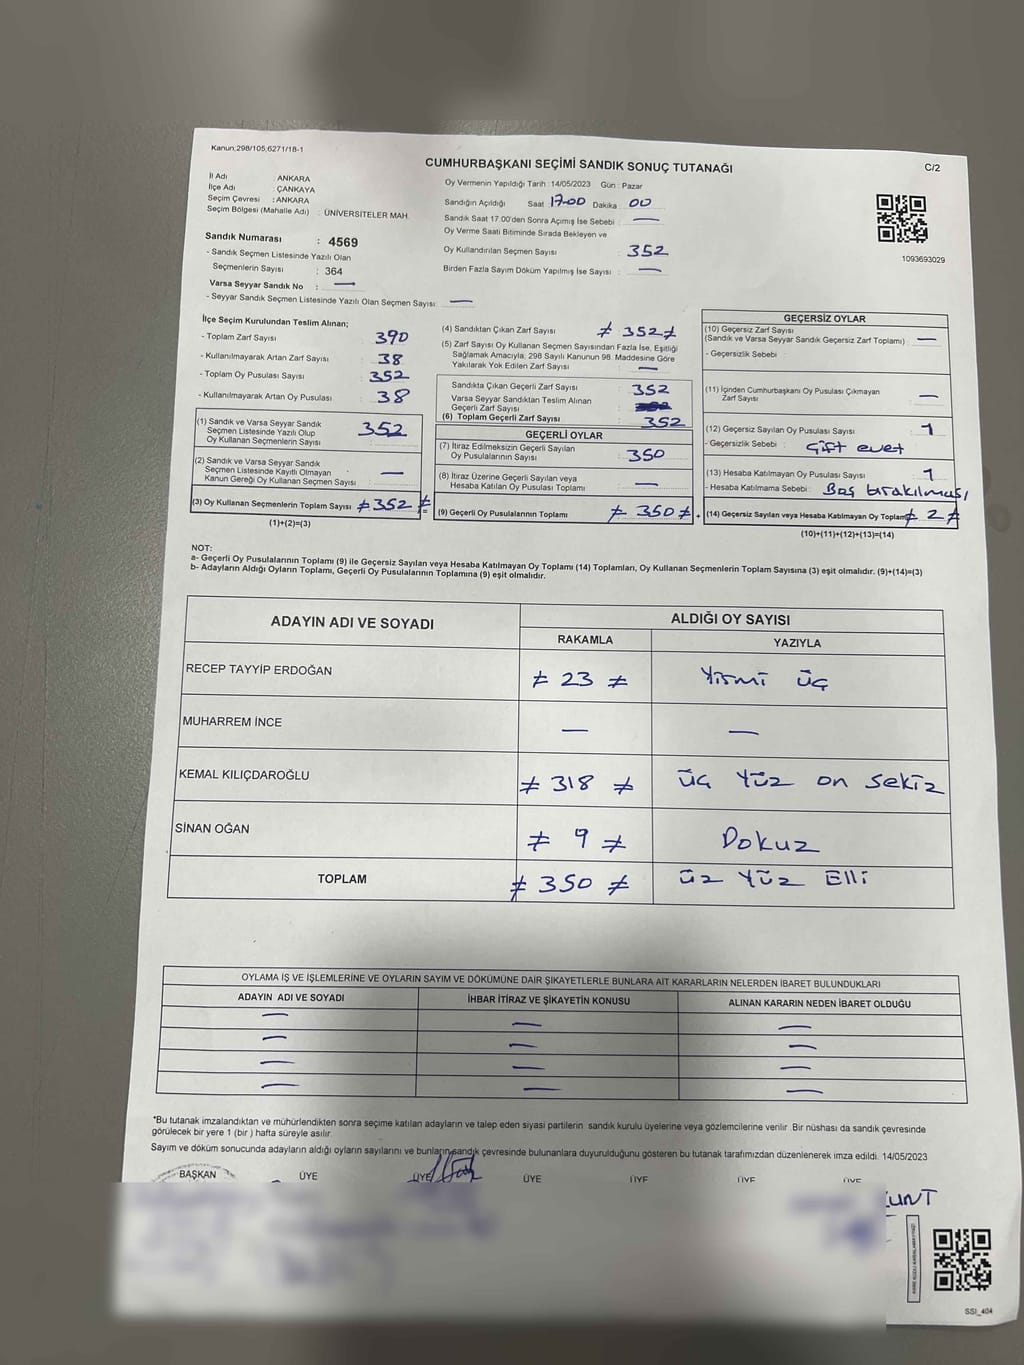 Kanun;298/105,6271/18-1
CUMHURBAŞKANI SEÇİMİ SANDIK SONUÇ TUTANAĞI
C/2
İl Adı ANKARA
İlçe Adı : ÇANKAYA
Seçim Çevresi : ANKARA
Seçim Bölgesi (Mahalle Adı) : ÜNİVERSİTELER MAH.
Sandık Numarası : 4569
- Sandık Seçmen Listesinde Yazılı Olan
Seçmenlerin Sayısı : 364
Varsa Seyyar Sandık No : —
- Seyyar Sandık Seçmen Listesinde Yazılı Olan Seçmen Sayısı: —
Oy Vermenin Yapıldığı Tarih : 14/05/2023 Gün : Pazar
Sandığın Açıldığı Saat 17.00 Dakika 00
Sandık Saat 17.00'den Sonra Açımış İse Sebebi : —
Oy Verme Saati Bitiminde Sırada Bekleyen ve
Oy Kullandırılan Seçmen Sayısı : 352
Birden Fazla Sayım Döküm Yapılmış İse Sayısı : —
1093693029
İlçe Seçim Kurulundan Teslim Alınan;
- Toplam Zarf Sayısı : 390
- Kullanılmayarak Artan Zarf Sayısı : 38
- Toplam Oy Pusulası Sayısı : 352
- Kullanılmayarak Artan Oy Pusulası : 38
(1) Sandık ve Varsa Seyyar Sandık
Seçmen Listesinde Yazılı Olup
Oy Kullanan Seçmenlerin Sayısı : 352
(2) Sandık ve Varsa Seyyar Sandık
Seçmen Listesinde Kayıtlı Olmayan
Kanun Gereği Oy Kullanan Seçmen Sayısı : —
(3) Oy Kullanan Seçmenlerin Toplam Sayısı ≠ 352 ≠
(1)+(2)=(3)
(4) Sandıktan Çıkan Zarf Sayısı ≠ 352 ≠
(5) Zarf Sayısı Oy Kullanan Seçmen Sayısından Fazla İse, Eşitliği
Sağlamak Amacıyla, 298 Sayılı Kanunun 98. Maddesine Göre
Yakılarak Yok Edilen Zarf Sayısı : —
Sandıkta Çıkan Geçerli Zarf Sayısı : 352
Varsa Seyyar Sandıktan Teslim Alınan
Geçerli Zarf Sayısı :
(6) Toplam Geçerli Zarf Sayısı : 352
GEÇERLİ OYLAR
(7) İtiraz Edilmeksizin Geçerli Sayılan
Oy Pusulalarının Sayısı : 350
(8) İtiraz Üzerine Geçerli Sayılan veya
Hesaba Katılan Oy Pusulası Toplamı : —
(9) Geçerli Oy Pusulalarının Toplamı ≠ 350 ≠
GEÇERSİZ OYLAR
(10) Geçersiz Zarf Sayısı
(Sandık ve Varsa Seyyar Sandık Geçersiz Zarf Toplamı) : —
- Geçersizlik Sebebi :
(11) İçinden Cumhurbaşkanı Oy Pusulası Çıkmayan
Zarf Sayısı : —
(12) Geçersiz Sayılan Oy Pusulası Sayısı : 1
- Geçersizlik Sebebi : Çift evet
(13) Hesaba Katılmayan Oy Pusulası Sayısı : 1
- Hesaba Katılmama Sebebi : Boş bırakılması
(14) Geçersiz Sayılan veya Hesaba Katılmayan Oy Toplamı ≠ 2 ≠
(10)+(11)+(12)+(13)=(14)
NOT:
a- Geçerli Oy Pusulalarının Toplamı (9) ile Geçersiz Sayılan veya Hesaba Katılmayan Oy Toplamı (14) Toplamları, Oy Kullanan Seçmenlerin Toplam Sayısına (3) eşit olmalıdır. (9)+(14)=(3)
b- Adayların Aldığı Oyların Toplamı, Geçerli Oy Pusulalarının Toplamına (9) eşit olmalıdır.
ADAYIN ADI VE SOYADI ALDIĞI OY SAYISI
RAKAMLA YAZIYLA
RECEP TAYYİP ERDOĞAN ≠ 23 ≠ Yirmi üç
MUHARREM İNCE — —
KEMAL KILIÇDAROĞLU ≠ 318 ≠ üç yüz on sekiz
SİNAN OĞAN ≠ 9 ≠ Dokuz
TOPLAM ≠ 350 ≠ üz yüz Elli
OYLAMA İŞ VE İŞLEMLERİNE VE OYLARIN SAYIM VE DÖKÜMÜNE DAİR ŞİKAYETLERLE BUNLARA AİT KARARLARIN NELERDEN İBARET BULUNDUKLARI
ADAYIN ADI VE SOYADI İHBAR İTİRAZ VE ŞİKAYETİN KONUSU ALINAN KARARIN NEDEN İBARET OLDUĞU
— — —
— — —
— — —
— — —
*Bu tutanak imzalandıktan ve mühürlendikten sonra seçime katılan adayların ve talep eden siyasi partilerin sandık kurulu üyelerine veya gözlemcilerine verilir. Bir nüshası da sandık çevresinde
görülecek bir yere 1 (bir ) hafta süreyle asılır.
Sayım ve döküm sonucunda adayların aldığı oyların sayılarını ve bunların sandık çevresinde bulunanlara duyurulduğunu gösteren bu tutanak tarafımızdan düzenlenerek imza edildi. 14/05/2023
BAŞKAN ÜYE ÜYE ÜYE ÜYE ÜYE ÜYE
SSI_404